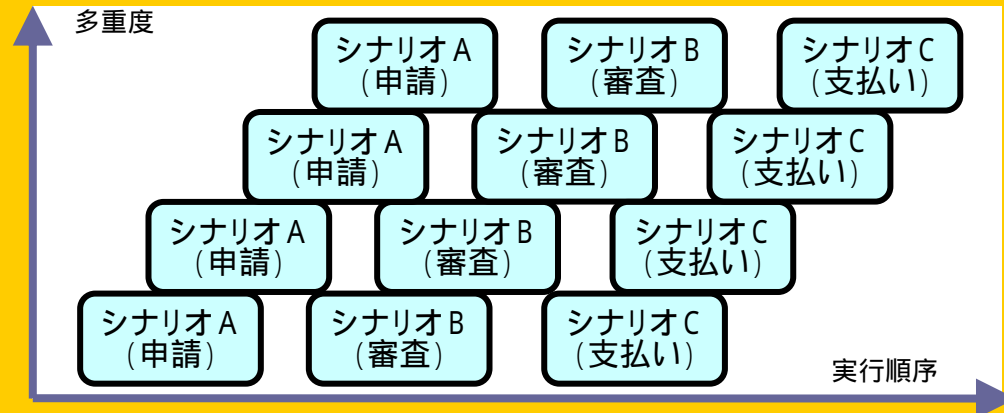 多重度
シナリオA
(申請)
シナリオB
(審査)
シナリオC
(支払い)
シナリオA
(申請)
シナリオB
(審査)
シナリオC
(支払い)
シナリオA
(申請)
シナリオB
(審査)
シナリオC
(支払い)
シナリオA
(申請)
シナリオB
(審査)
シナリオC
(支払い)
実行順序